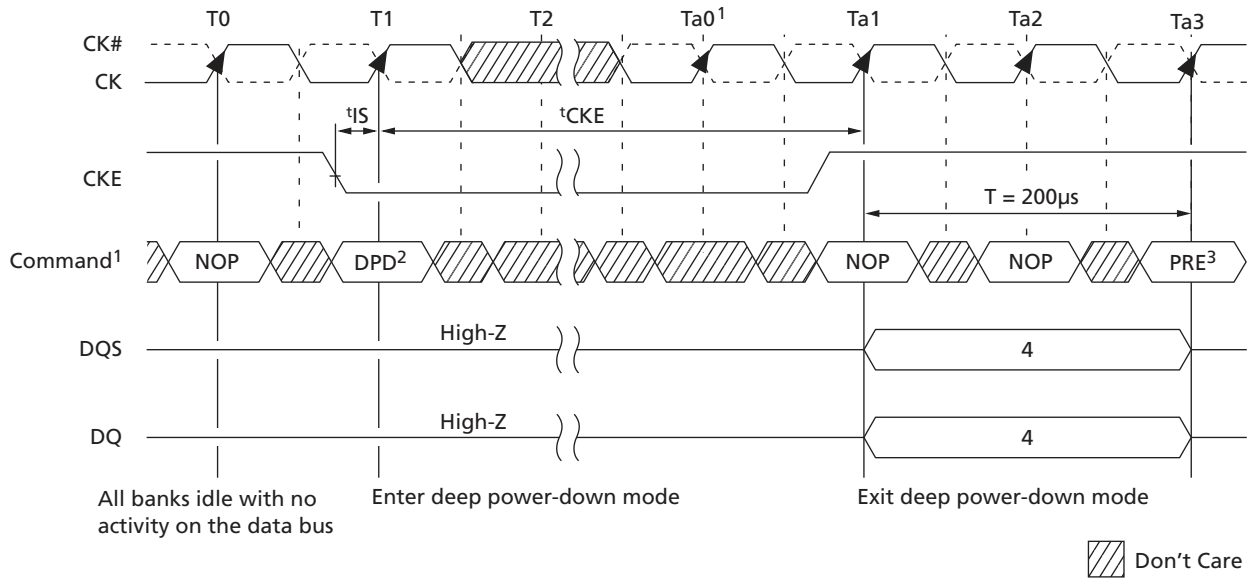 T0 T1 T2 Ta0¹ Ta1 Ta2 Ta3
CK#
CK
ᵗIS ᵗCKE
CKE
T = 200µs
Command¹ NOP DPD² NOP NOP PRE³
High-Z
DQS 4
High-Z
DQ 4
All banks idle with no
activity on the data bus
Enter deep power-down mode
Exit deep power-down mode
Don't Care